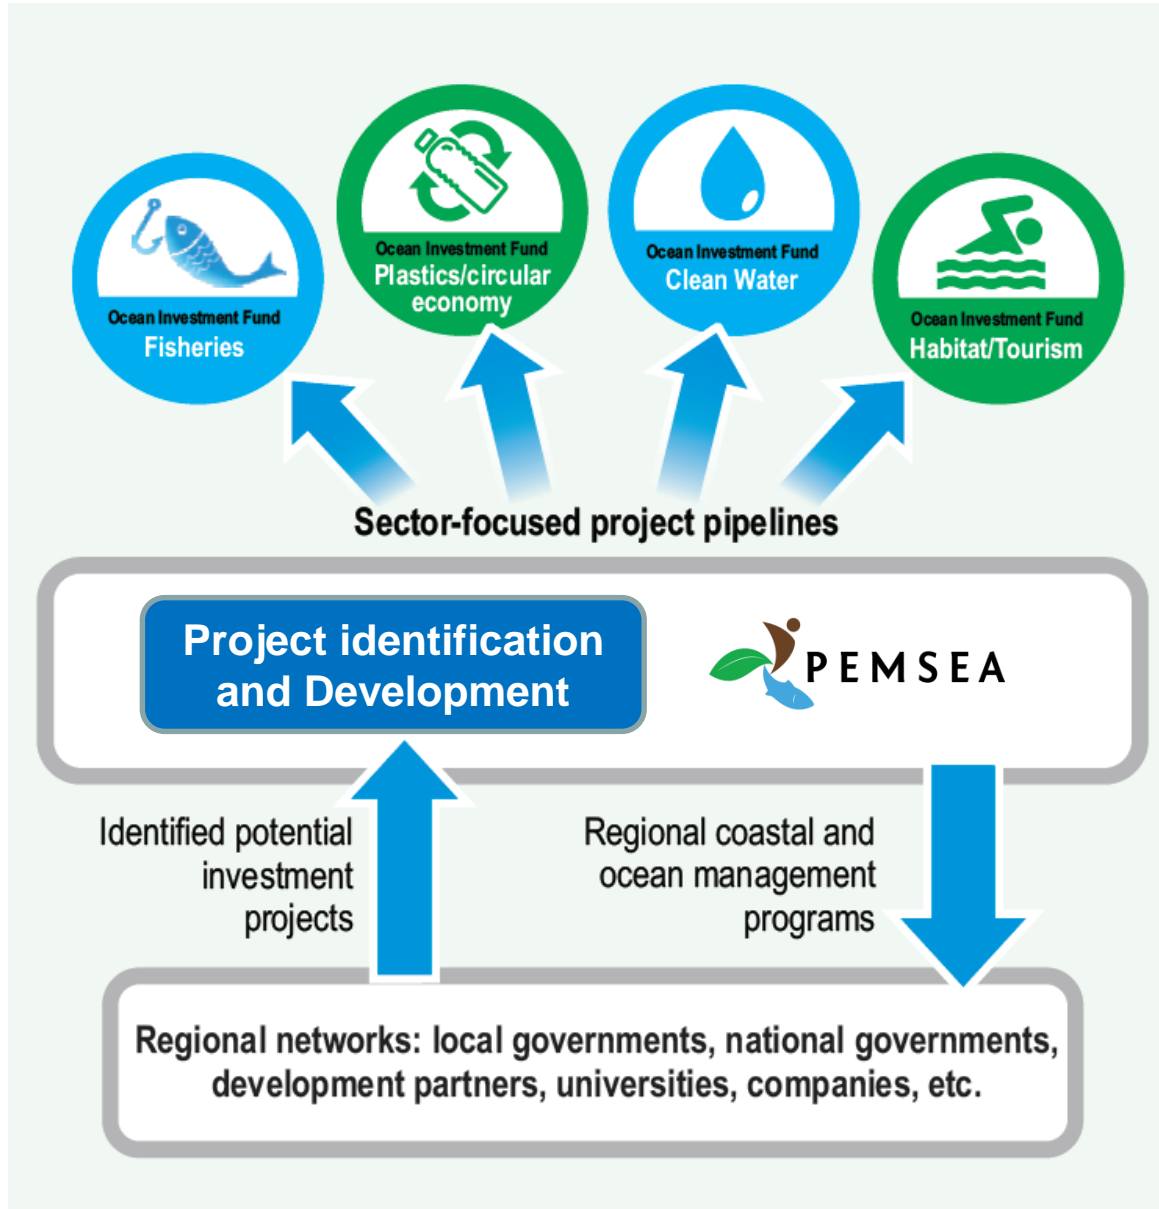 Ocean Investment Fund
Fisheries
Ocean Investment Fund
Plastics/circular
economy
Ocean Investment Fund
Clean Water
Ocean Investment Fund
Habitat/Tourism
Sector-focused project pipelines
Project identification
and Development
PEMSEA
Identified potential
investment
projects
Regional coastal and
ocean management
programs
Regional networks: local governments, national governments,
development partners, universities, companies, etc.